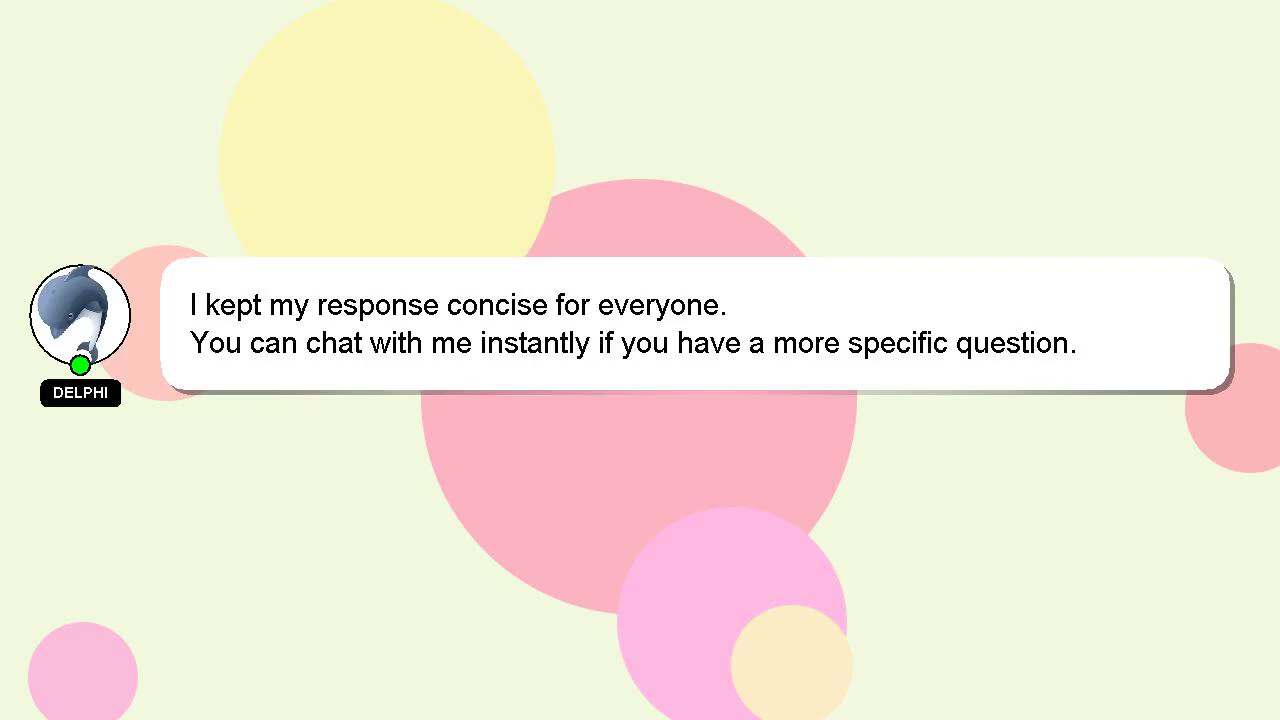 I kept my response concise for everyone.
You can chat with me instantly if you have a more specific question.
DELPHI